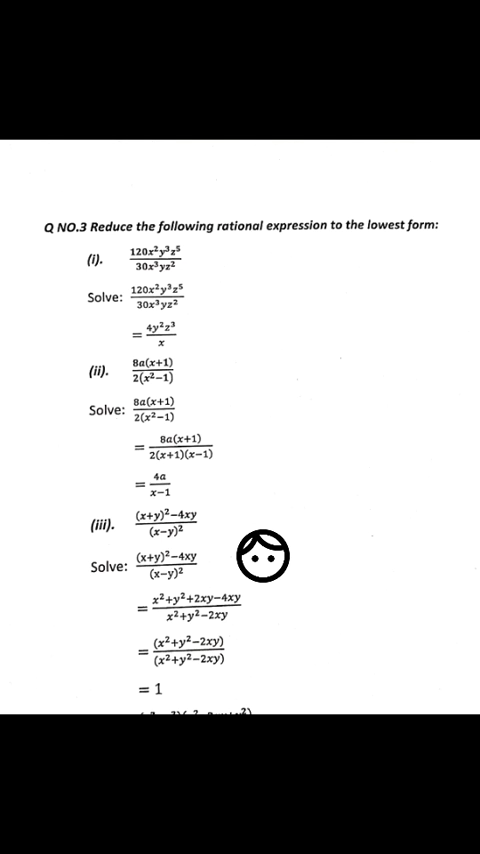 Q NO.3 Reduce the following rational expression to the lowest form:
(i). 120x²y³z⁵/30x³yz²
Solve: 120x²y³z⁵/30x³yz²
= 4y²z³/x
(ii). 8a(x+1)/2(x²−1)
Solve: 8a(x+1)/2(x²−1)
= 8a(x+1)/2(x+1)(x−1)
= 4a/x−1
(iii). (x+y)²−4xy/(x−y)²
Solve: (x+y)²−4xy/(x−y)²
= x²+y²+2xy−4xy/x²+y²−2xy
= (x²+y²−2xy)/(x²+y²−2xy)
= 1